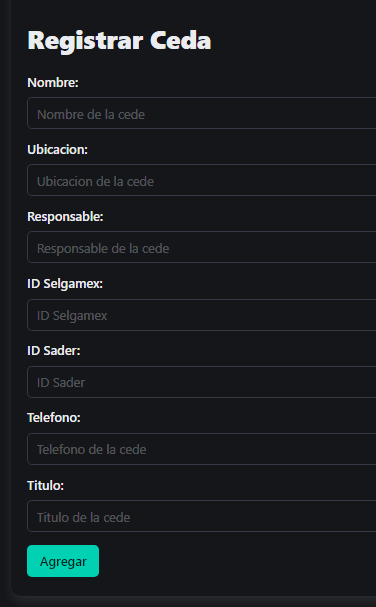 Registrar Ceda
Nombre:
Nombre de la cede
Ubicacion:
Ubicacion de la cede
Responsable:
Responsable de la cede
ID Selgamex:
ID Selgamex
ID Sader:
ID Sader
Telefono:
Telefono de la cede
Titulo:
Titulo de la cede
Agregar